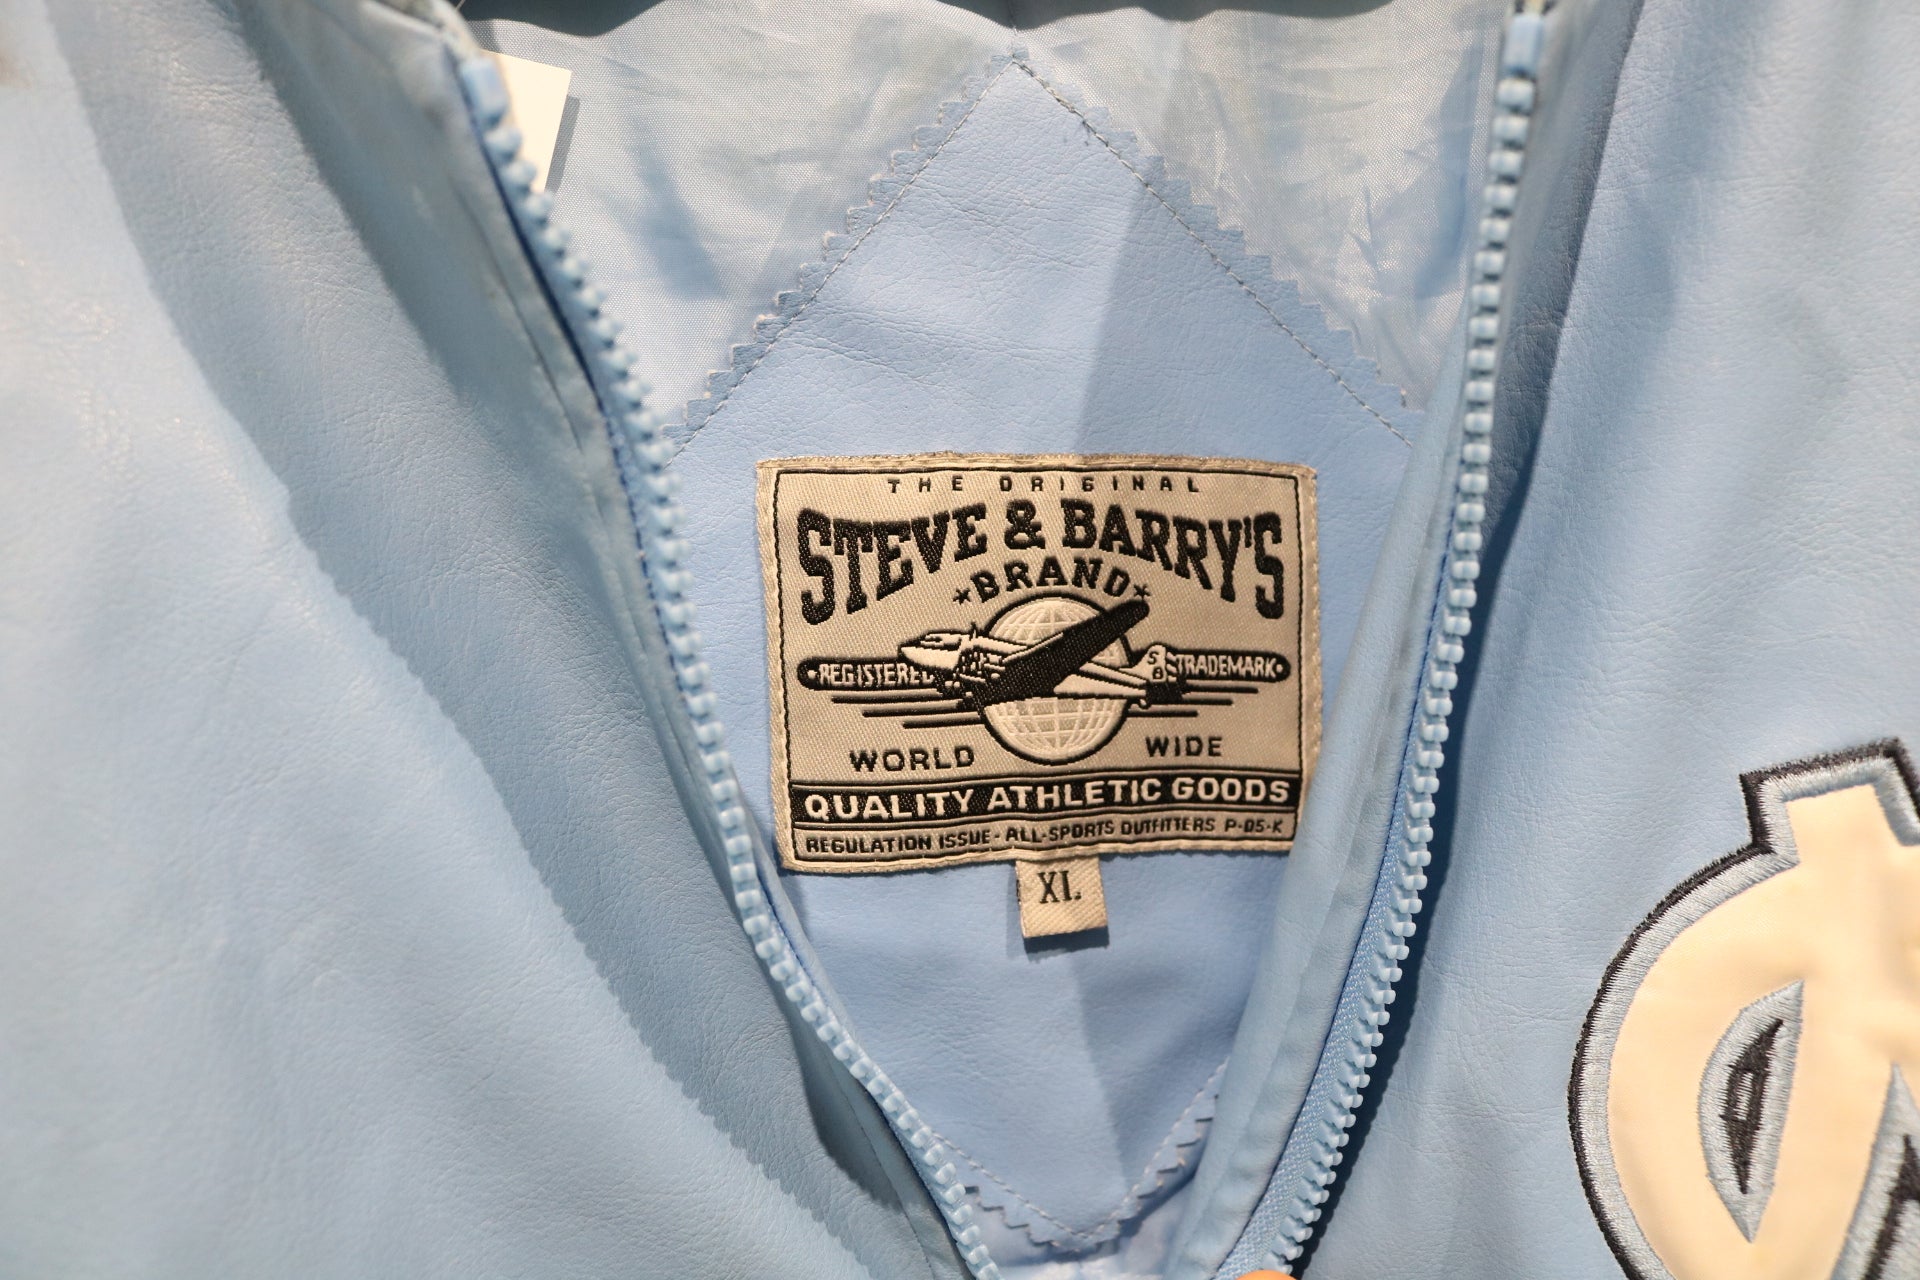 THE ORIGINAL
STEVE & BARRY'S
*BRAND*
•REGISTERED
S B
TRADEMARK•
WORLD WIDE
QUALITY ATHLETIC GOODS
REGULATION ISSUE-ALL-SPORTS OUTFITTERS P-05-K
XL